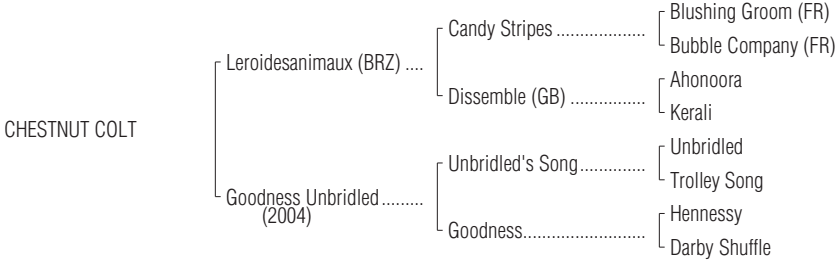 Blushing Groom (FR)
Candy Stripes ...................
Bubble Company (FR)
Leroidesanimaux (BRZ) ....
Ahonoora
Dissemble (GB) ................
Kerali
CHESTNUT COLT
Unbridled
Unbridled's Song..............
Trolley Song
Goodness Unbridled.........
(2004)
Hennessy
Goodness..........................
Darby Shuffle